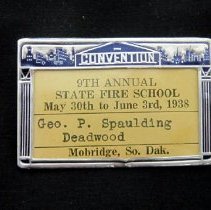 CONVENTION
9TH ANNUAL
STATE FIRE SCHOOL
May 30th to June 3rd, 1938
Geo. P. Spaulding
Deadwood
Mobridge, So. Dak.